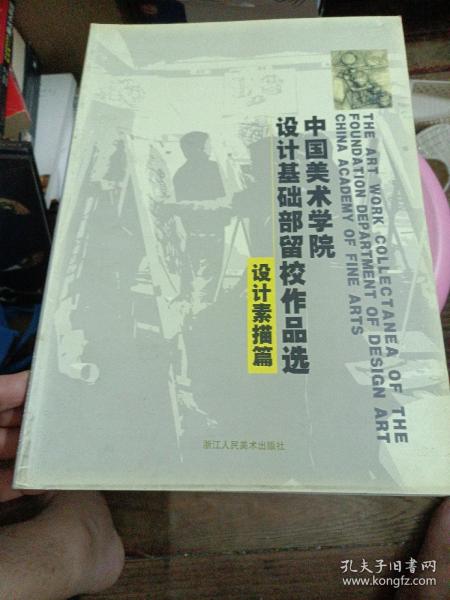 THE ART WORK COLLECTANEA OF THE
FOUNDATION DEPARTMENT OF DESIGN ART
CHINA ACADEMY OF FINE ARTS
中国美术学院
设计基础部留校作品选
设计素描篇
浙江人民美术出版社
孔夫子旧书网
www.kongfz.com